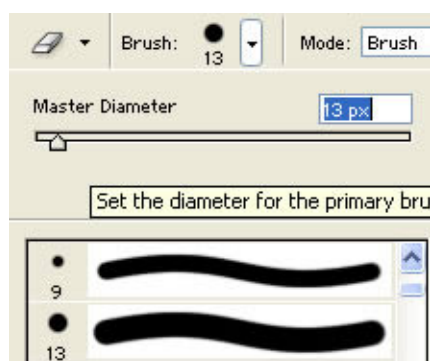 Brush: 13 Mode: Brush
Master Diameter 13 px
Set the diameter for the primary bru
9
13